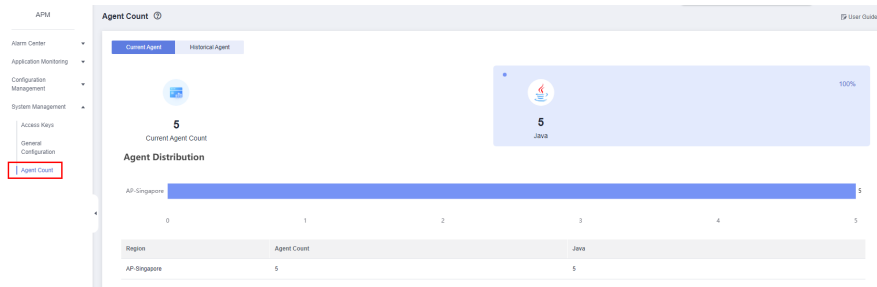 APM
Agent Count
User Guide
Alarm Center
Application Monitoring
Configuration
Management
System Management
Access Keys
General
Configuration
Agent Count
Current Agent
Historical Agent
5
Current Agent Count
100%
5
Java
Agent Distribution
AP-Singapore
5
0 1 2 3 4 5
Region Agent Count Java
AP-Singapore 5 5